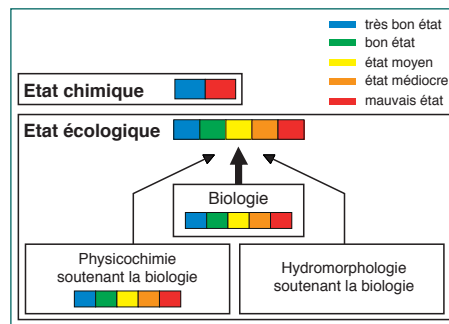 très bon état
bon état
état moyen
état médiocre
mauvais état
Etat chimique
Etat écologique
Biologie
Physicochimie
soutenant la biologie
Hydromorphologie
soutenant la biologie